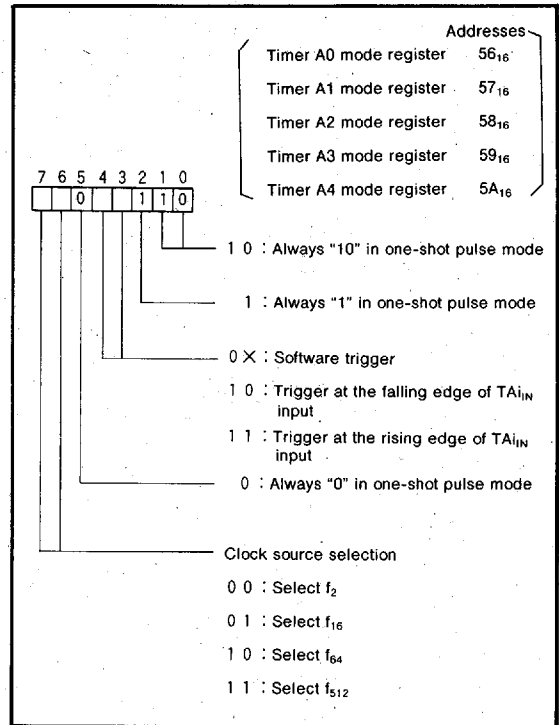 Addresses
Timer A0 mode register 56₁₆
Timer A1 mode register 57₁₆
Timer A2 mode register 58₁₆
Timer A3 mode register 59₁₆
Timer A4 mode register 5A₁₆
7 6 5 4 3 2 1 0
0 1 1 0
1 0 : Always "10" in one-shot pulse mode
1 : Always "1" in one-shot pulse mode
0 X : Software trigger
1 0 : Trigger at the falling edge of TAiIN
input
1 1 : Trigger at the rising edge of TAiIN
input
0 : Always "0" in one-shot pulse mode
Clock source selection
0 0 : Select f₂
0 1 : Select f₁₆
1 0 : Select f₆₄
1 1 : Select f₅₁₂